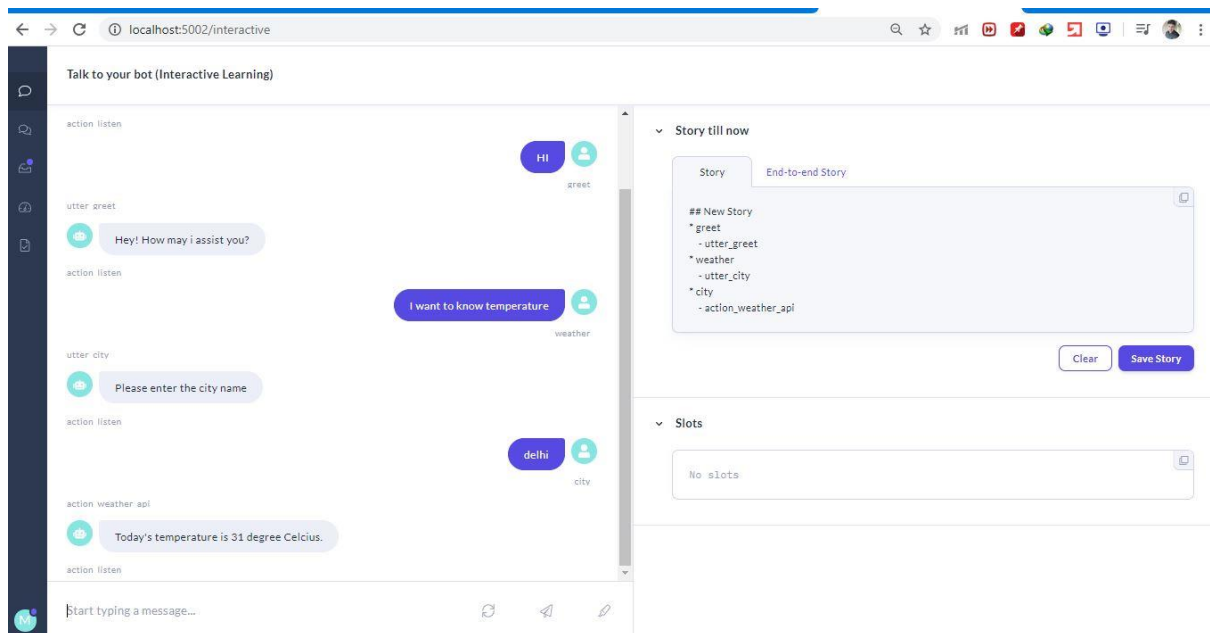 localhost:5002/interactive
Talk to your bot (Interactive Learning)
action listen
HI
greet
utter greet
Hey! How may i assist you?
action listen
I want to know temperature
weather
utter city
Please enter the city name
action listen
delhi
city
action weather api
Today's temperature is 31 degree Celcius.
action listen
Start typing a message...
M
Story till now
Story
End-to-end Story
## New Story
* greet
- utter_greet
* weather
- utter_city
* city
- action_weather_api
Clear
Save Story
Slots
No slots